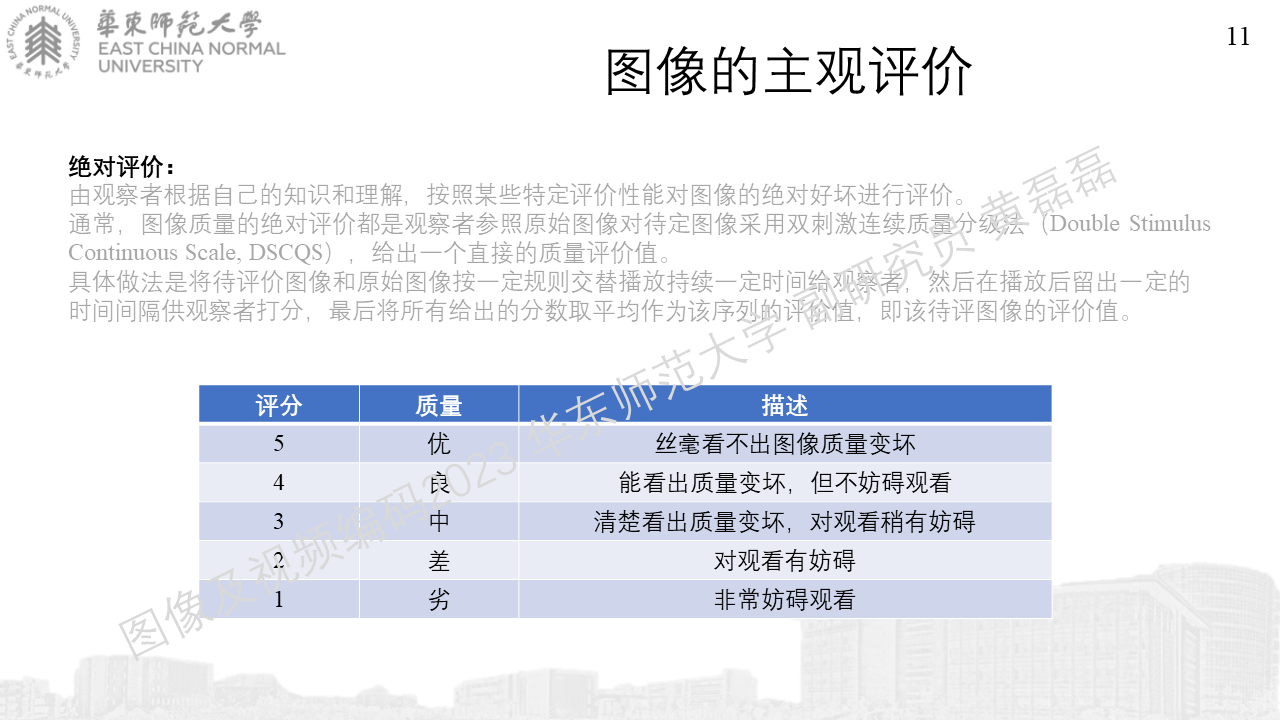 華東師范大學
EAST CHINA NORMAL
UNIVERSITY
EAST CHINA NORMAL UNIVERSITY
華東師范大學
11
图像的主观评价
绝对评价：
由观察者根据自己的知识和理解，按照某些特定评价性能对图像的绝对好坏进行评价。
通常，图像质量的绝对评价都是观察者参照原始图像对待定图像采用双刺激连续质量分级法（Double Stimulus
Continuous Scale, DSCQS），给出一个直接的质量评价值。
具体做法是将待评价图像和原始图像按一定规则交替播放持续一定时间给观察者，然后在播放后留出一定的
时间间隔供观察者打分，最后将所有给出的分数取平均作为该序列的评价值，即该待评图像的评价值。
评分 质量 描述
5 优 丝毫看不出图像质量变坏
4 良 能看出质量变坏，但不妨碍观看
3 中 清楚看出质量变坏，对观看稍有妨碍
2 差 对观看有妨碍
1 劣 非常妨碍观看
图像及视频编码2023 华东师范大学 副研究员 黄磊磊